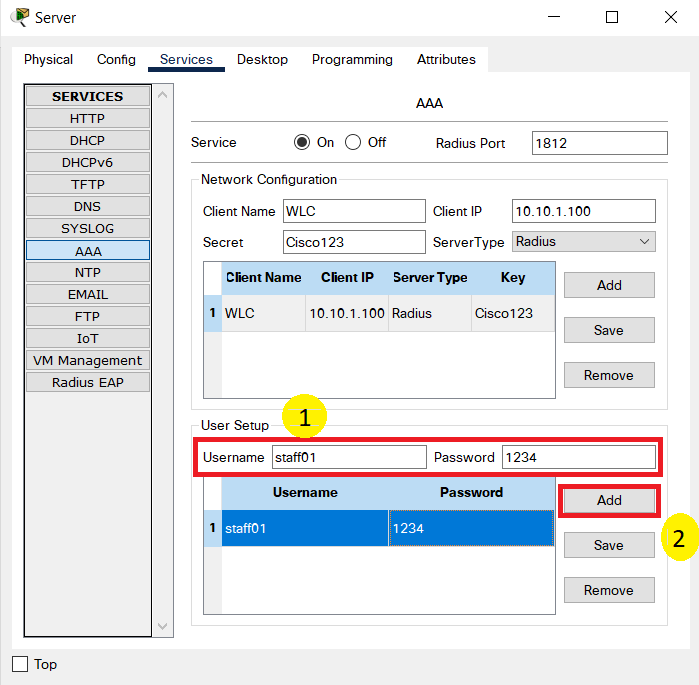 Server
Physical Config Services Desktop Programming Attributes
SERVICES
HTTP
DHCP
DHCPv6
TFTP
DNS
SYSLOG
AAA
NTP
EMAIL
FTP
IoT
VM Management
Radius EAP
AAA
Service On Off Radius Port 1812
Network Configuration
Client Name WLC Client IP 10.10.1.100
Secret Cisco123 ServerType Radius
Client Name Client IP Server Type Key
1 WLC 10.10.1.100 Radius Cisco123
Add
Save
Remove
User Setup
1
Username staff01 Password 1234
Username Password
1 staff01 1234
Add
2
Save
Remove
Top